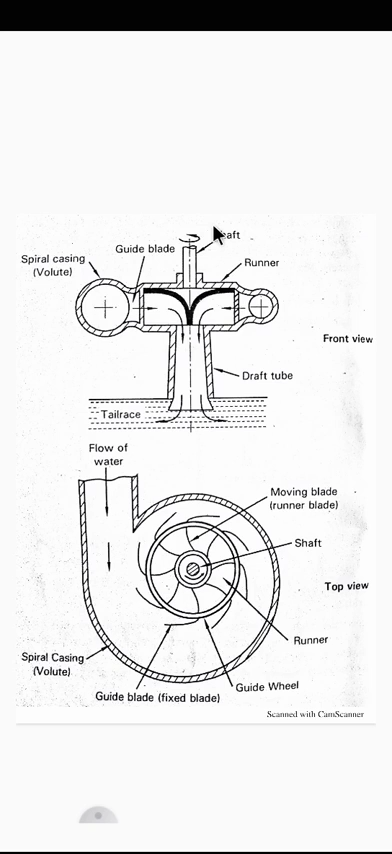 Shaft
Guide blade
Spiral casing
(Volute)
Runner
Front view
Draft tube
Tailrace
Flow of
water
Moving blade
(runner blade)
Shaft
Top view
Runner
Spiral Casing
(Volute)
Guide Wheel
Guide blade (fixed blade)
Scanned with CamScanner